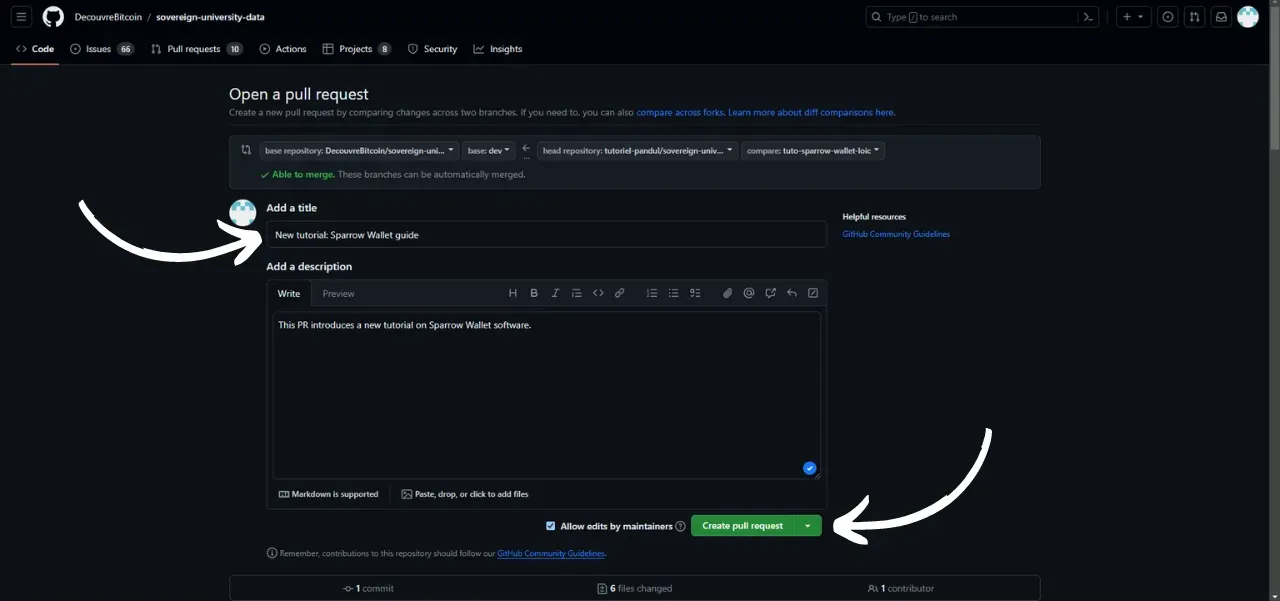 DecouvreBitcoin / sovereign-university-data
Type / to search
Code Issues 66 Pull requests 10 Actions Projects 8 Security Insights
Open a pull request
Create a new pull request by comparing changes across two branches. If you need to, you can also compare across forks. Learn more about diff comparisons here.
base repository: DecouvreBitcoin/sovereign-uni... base: dev head repository: tutoriel-pandul/sovereign-univ... compare: tuto-sparrow-wallet-loic
Able to merge. These branches can be automatically merged.
Add a title
Helpful resources
New tutorial: Sparrow Wallet guide
GitHub Community Guidelines
Add a description
Write Preview
This PR introduces a new tutorial on Sparrow Wallet software.
Markdown is supported Paste, drop, or click to add files
Allow edits by maintainers Create pull request
Remember, contributions to this repository should follow our GitHub Community Guidelines.
1 commit 6 files changed 1 contributor